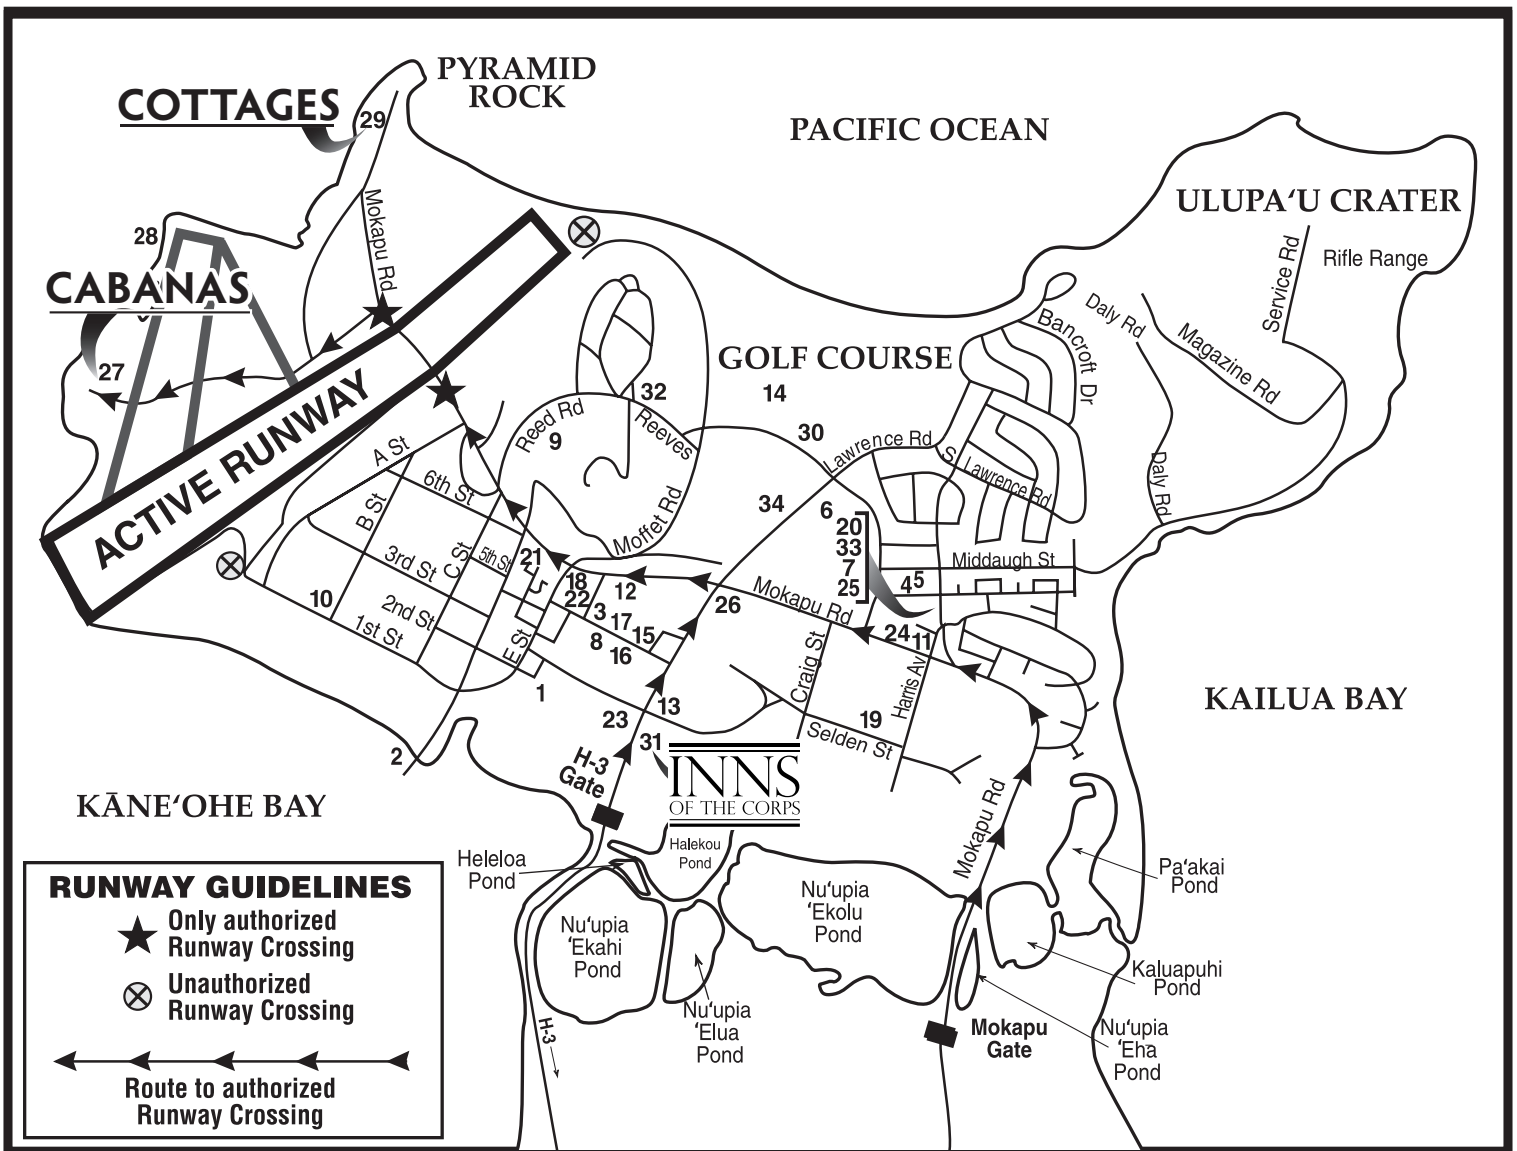 PYRAMID
ROCK
COTTAGES
29
PACIFIC OCEAN
ULUPA‘U CRATER
Mokapu Rd
28
Service Rd
Rifle Range
CABANAS
27
Daly Rd
Bancroft Dr
Magazine Rd
GOLF COURSE
ACTIVE RUNWAY
32
14
Reed Rd
9
Reeves
30
Lawrence Rd
S. Lawrence Rd
Daly Rd
A St
6th St
B St
34
6
20
33
7
25
Moffet Rd
3rd St
C St
5th St
21
18
22
12
Middaugh St
4
5
Mokapu Rd
26
10
2nd St
1st St
3
17
15
8
16
E St
24
11
Craig St
Harris Av
1
13
23
19
Selden St
KAILUA BAY
2
31
H-3
Gate
INNS
OF THE CORPS
KĀNE‘OHE BAY
Mokapu Rd
Heleloa
Pond
Halekou
Pond
Pa‘akai
Pond
Nu‘upia
‘Ekahi
Pond
Nu‘upia
‘Ekolu
Pond
Kaluapuhi
Pond
Nu‘upia
‘Elua
Pond
Mokapu
Gate
Nu‘upia
‘Eha
Pond
H-3
RUNWAY GUIDELINES
Only authorized
Runway Crossing
Unauthorized
Runway Crossing
Route to authorized
Runway Crossing